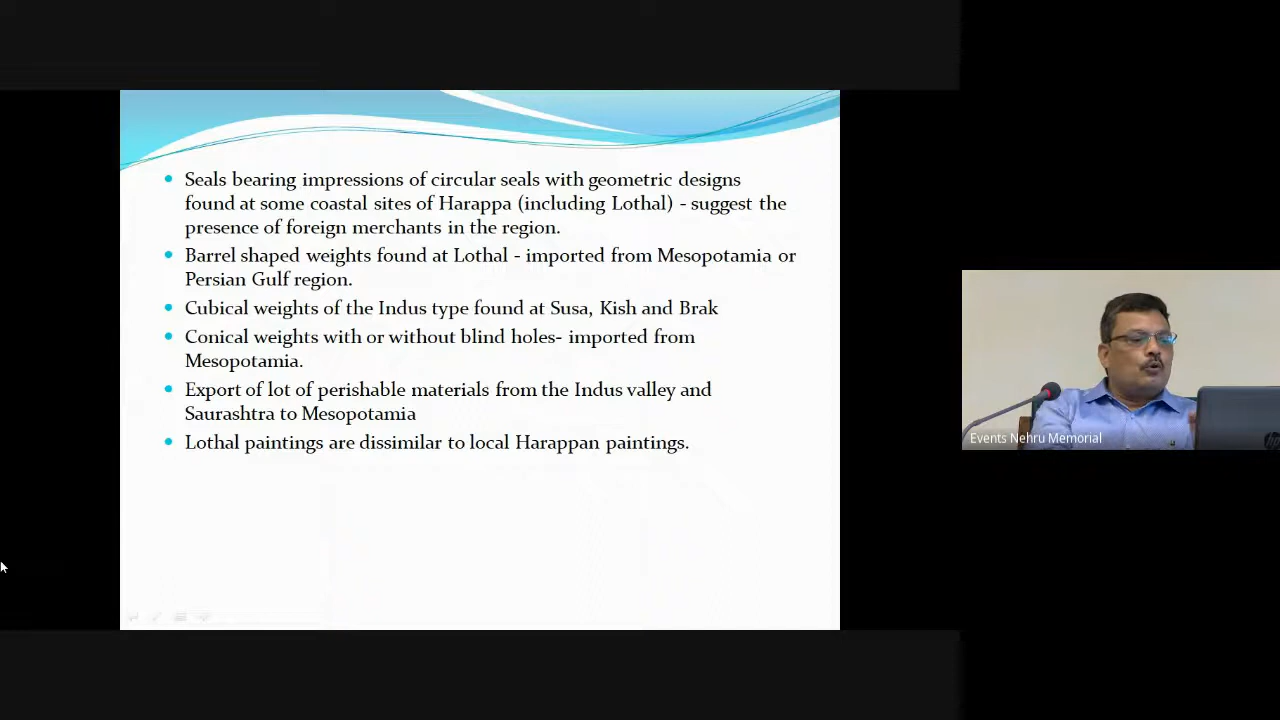 Seals bearing impressions of circular seals with geometric designs
found at some coastal sites of Harappa (including Lothal) - suggest the
presence of foreign merchants in the region.
Barrel shaped weights found at Lothal - imported from Mesopotamia or
Persian Gulf region.
Cubical weights of the Indus type found at Susa, Kish and Brak
Conical weights with or without blind holes- imported from
Mesopotamia.
Export of lot of perishable materials from the Indus valley and
Saurashtra to Mesopotamia
Lothal paintings are dissimilar to local Harappan paintings.
Events Nehru Memorial
hp